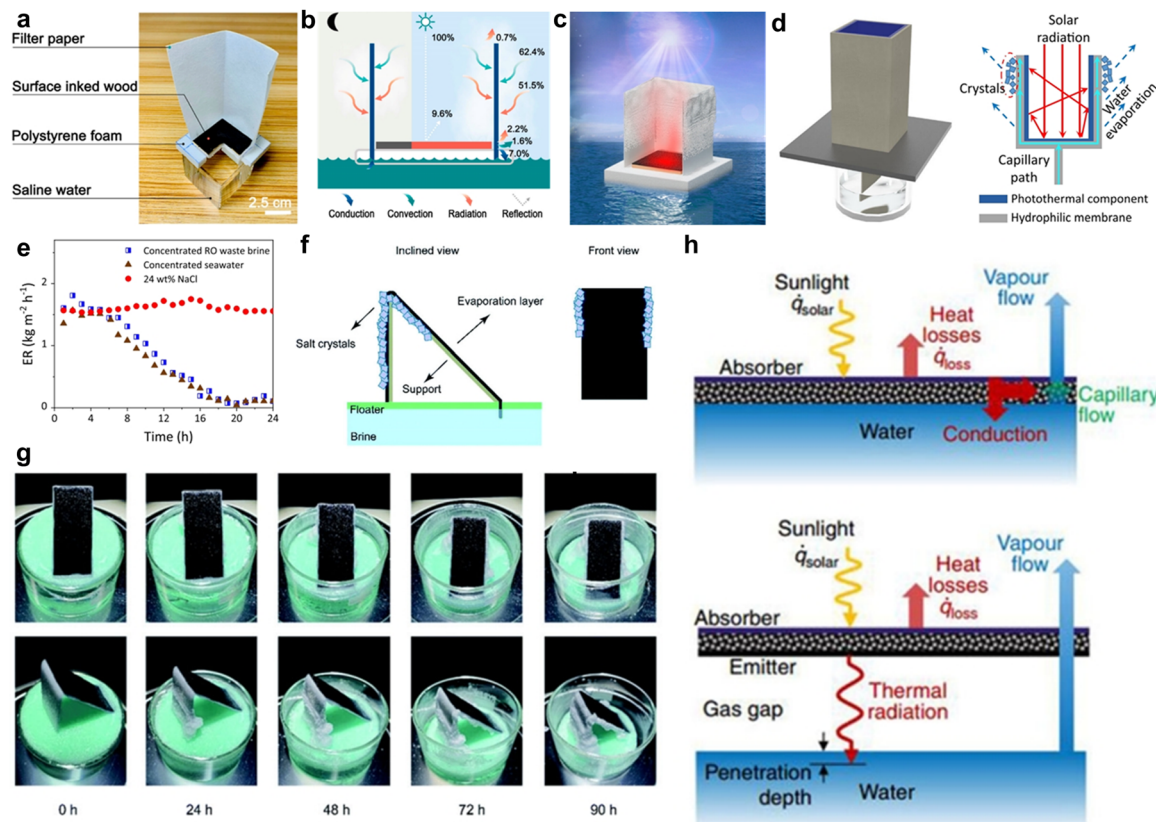 a
Filter paper
Surface inked wood
Polystyrene foam
Saline water
2.5 cm
b
100%
0.7%
62.4%
51.5%
9.6%
2.2%
1.6%
7.0%
Conduction
Convection
Radiation
Reflection
c
d
Solar
radiation
Crystals
Water
evaporation
Capillary
path
Photothermal component
Hydrophilic membrane
e
Concentrated RO waste brine
Concentrated seawater
24 wt% NaCl
ER (kg m⁻² h⁻¹)
2
1
0
0 4 8 12 16 20 24
Time (h)
f
Inclined view
Front view
Evaporation layer
Salt crystals
Support
Floater
Brine
g
0 h
24 h
48 h
72 h
90 h
h
Sunlight
q̇solar
Heat
losses
q̇loss
Vapour
flow
Absorber
Capillary
flow
Water
Conduction
Sunlight
q̇solar
Heat
losses
q̇loss
Vapour
flow
Absorber
Emitter
Gas gap
Thermal
radiation
Penetration
depth
Water